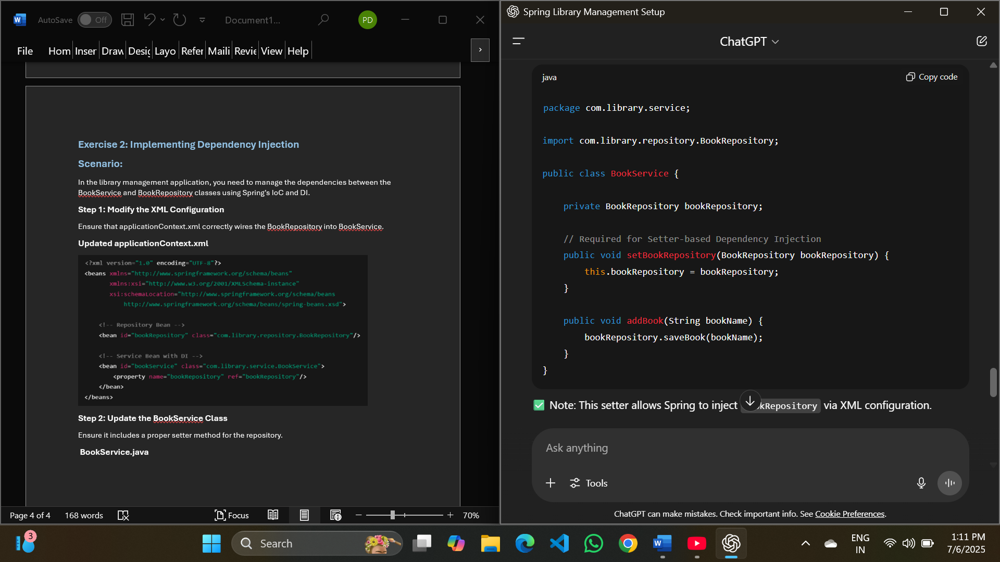 AutoSave Off Document1... PD
File Hom Inser Draw Desig Layo Refer Maili Revie View Help
Exercise 2: Implementing Dependency Injection
Scenario:
In the library management application, you need to manage the dependencies between the
BookService and BookRepository classes using Spring's IoC and DI.
Step 1: Modify the XML Configuration
Ensure that applicationContext.xml correctly wires the BookRepository into BookService.
Updated applicationContext.xml
<?xml version="1.0" encoding="UTF-8"?>
<beans xmlns="http://www.springframework.org/schema/beans"
xmlns:xsi="http://www.w3.org/2001/XMLSchema-instance"
xsi:schemaLocation="http://www.springframework.org/schema/beans
http://www.springframework.org/schema/beans/spring-beans.xsd">
<!-- Repository Bean -->
<bean id="bookRepository" class="com.library.repository.BookRepository"/>
<!-- Service Bean with DI -->
<bean id="bookService" class="com.library.service.BookService">
<property name="bookRepository" ref="bookRepository"/>
</bean>
</beans>
Step 2: Update the BookService Class
Ensure it includes a proper setter method for the repository.
BookService.java
Page 4 of 4 168 words Focus 70%
Spring Library Management Setup
ChatGPT
java Copy code
package com.library.service;
import com.library.repository.BookRepository;
public class BookService {
private BookRepository bookRepository;
// Required for Setter-based Dependency Injection
public void setBookRepository(BookRepository bookRepository) {
this.bookRepository = bookRepository;
}
public void addBook(String bookName) {
bookRepository.saveBook(bookName);
}
}
Note: This setter allows Spring to inject kRepository via XML configuration.
Ask anything
Tools
ChatGPT can make mistakes. Check important info. See Cookie Preferences.
3 Search ENG 1:11 PM
IN 7/6/2025